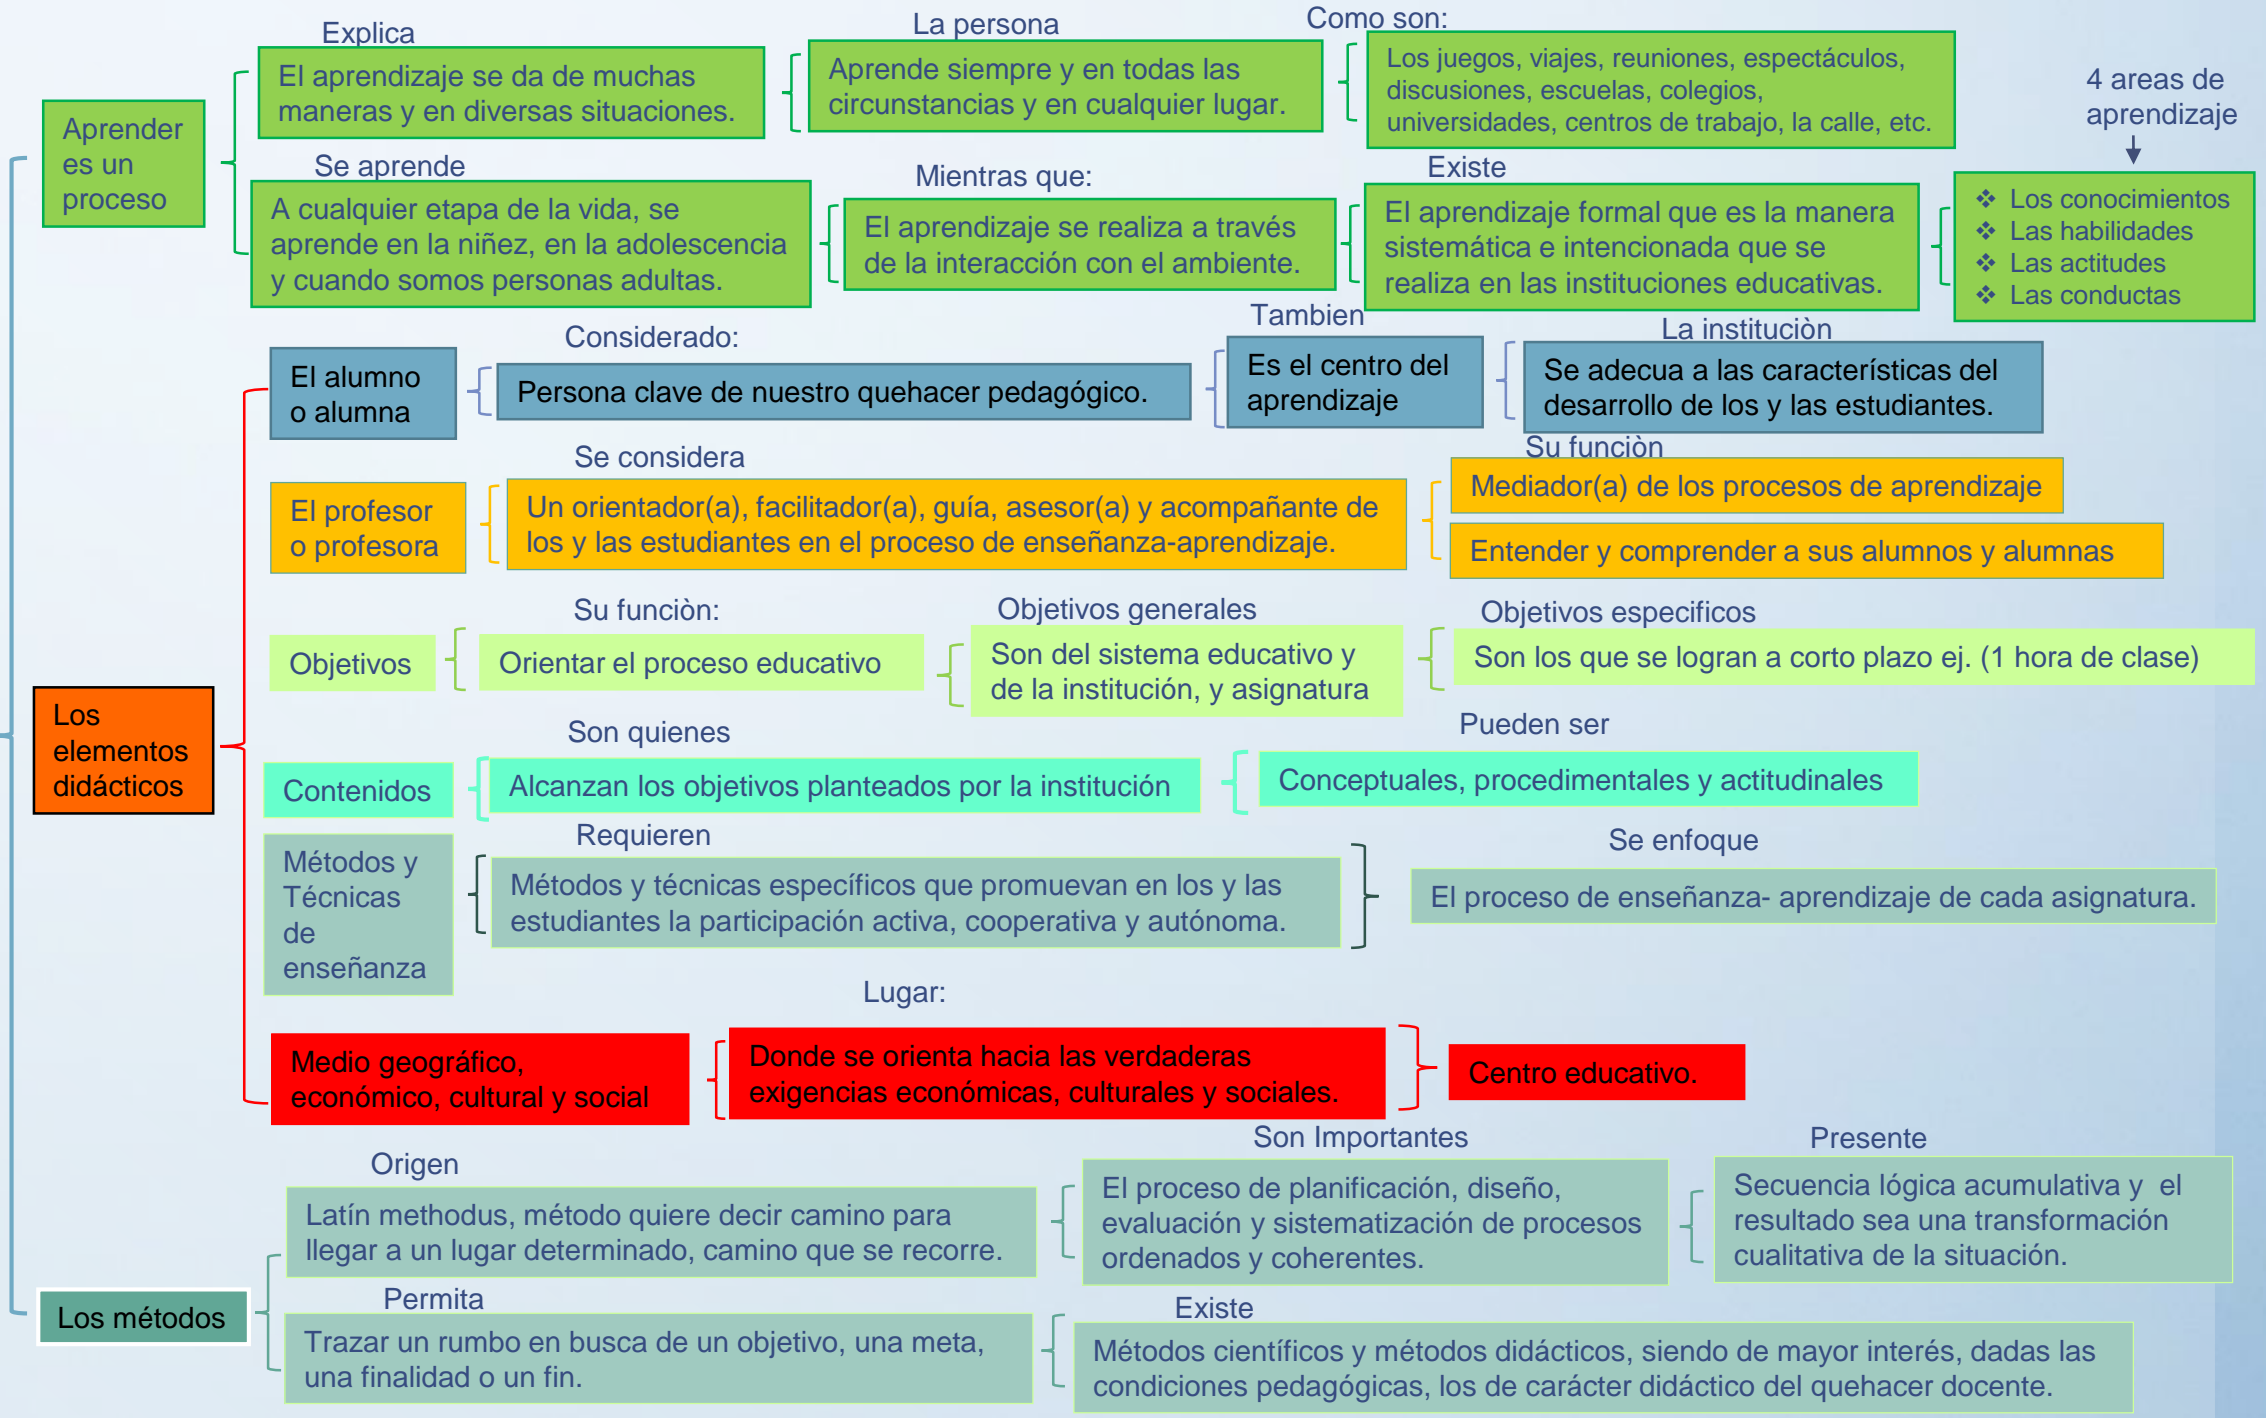 Explica
La persona
Como son:
El aprendizaje se da de muchas
maneras y en diversas situaciones.
Aprende siempre y en todas las
circunstancias y en cualquier lugar.
Los juegos, viajes, reuniones, espectáculos,
discusiones, escuelas, colegios,
universidades, centros de trabajo, la calle, etc.
4 areas de
aprendizaje
Aprender
es un
proceso
Se aprende
Mientras que:
Existe
A cualquier etapa de la vida, se
aprende en la niñez, en la adolescencia
y cuando somos personas adultas.
El aprendizaje se realiza a través
de la interacción con el ambiente.
El aprendizaje formal que es la manera
sistemática e intencionada que se
realiza en las instituciones educativas.
❖ Los conocimientos
❖ Las habilidades
❖ Las actitudes
❖ Las conductas
Considerado:
Tambien
La instituciòn
El alumno
o alumna
Persona clave de nuestro quehacer pedagógico.
Es el centro del
aprendizaje
Se adecua a las características del
desarrollo de los y las estudiantes.
Se considera
Su funciòn
El profesor
o profesora
Un orientador(a), facilitador(a), guía, asesor(a) y acompañante de
los y las estudiantes en el proceso de enseñanza-aprendizaje.
Mediador(a) de los procesos de aprendizaje
Entender y comprender a sus alumnos y alumnas
Su funciòn:
Objetivos generales
Objetivos especificos
Objetivos
Orientar el proceso educativo
Son del sistema educativo y
de la institución, y asignatura
Son los que se logran a corto plazo ej. (1 hora de clase)
Los
elementos
didácticos
Son quienes
Pueden ser
Contenidos
Alcanzan los objetivos planteados por la institución
Conceptuales, procedimentales y actitudinales
Requieren
Se enfoque
Métodos y
Técnicas
de
enseñanza
Métodos y técnicas específicos que promuevan en los y las
estudiantes la participación activa, cooperativa y autónoma.
El proceso de enseñanza- aprendizaje de cada asignatura.
Lugar:
Medio geográfico,
económico, cultural y social
Donde se orienta hacia las verdaderas
exigencias económicas, culturales y sociales.
Centro educativo.
Origen
Son Importantes
Presente
Latín methodus, método quiere decir camino para
llegar a un lugar determinado, camino que se recorre.
El proceso de planificación, diseño,
evaluación y sistematización de procesos
ordenados y coherentes.
Secuencia lógica acumulativa y el
resultado sea una transformación
cualitativa de la situación.
Los métodos
Permita
Existe
Trazar un rumbo en busca de un objetivo, una meta,
una finalidad o un fin.
Métodos científicos y métodos didácticos, siendo de mayor interés, dadas las
condiciones pedagógicas, los de carácter didáctico del quehacer docente.